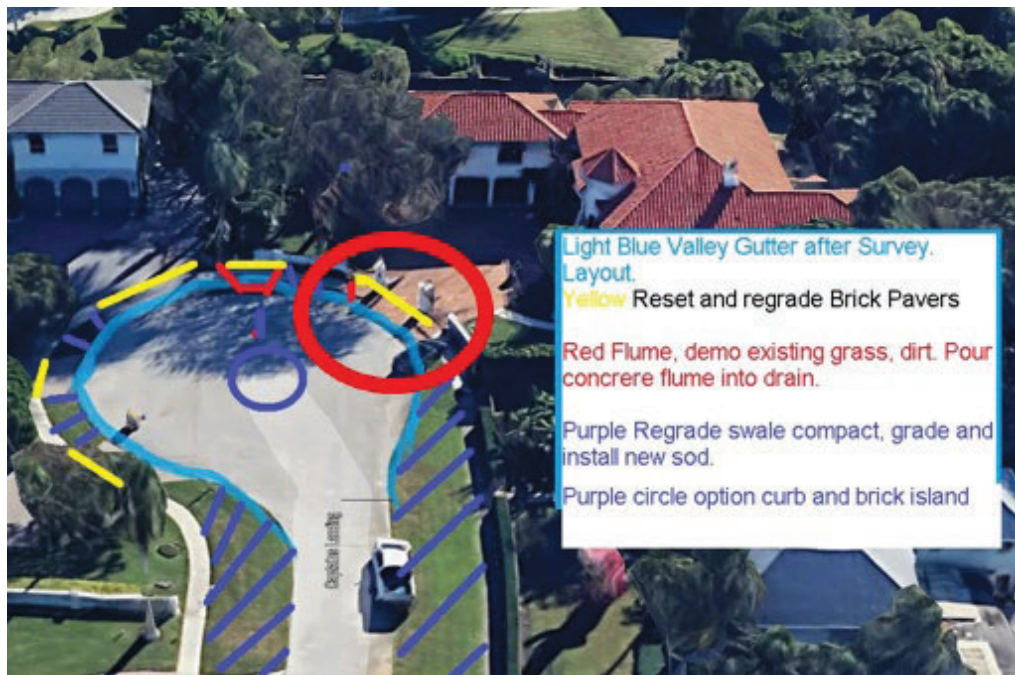 Light Blue Valley Gutter after Survey.
Layout.
Yellow Reset and regrade Brick Pavers
Red Flume, demo existing grass, dirt. Pour
concrere flume into drain.
Purple Regrade swale compact, grade and
install new sod.
Purple circle option curb and brick island